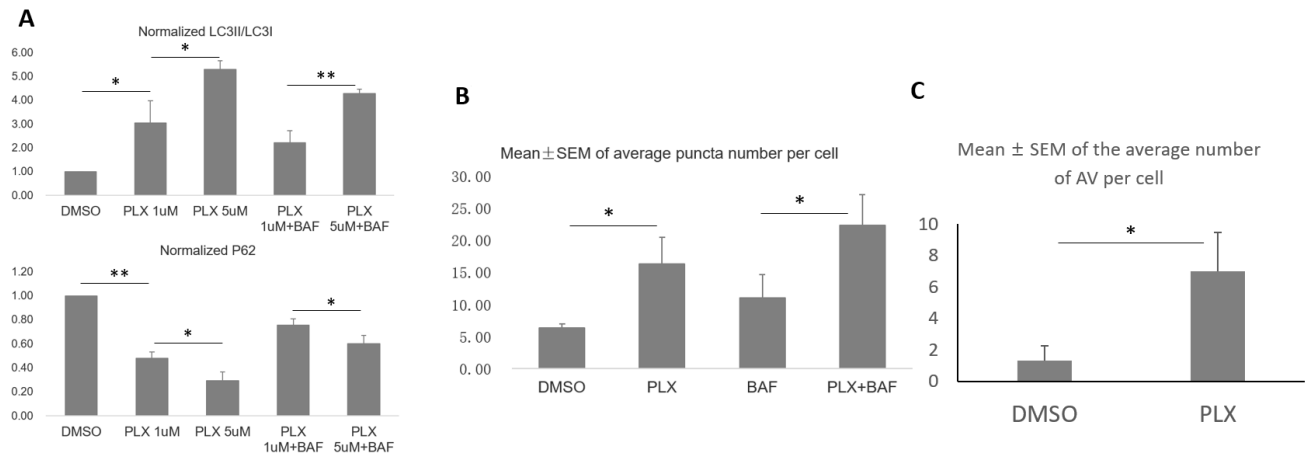 A
Normalized LC3II/LC3I
6.00
5.00
4.00
3.00
2.00
1.00
0.00
*
*
**
DMSO
PLX 1uM
PLX 5uM
PLX
1uM+BAF
PLX
5uM+BAF
Normalized P62
1.20
1.00
0.80
0.60
0.40
0.20
0.00
**
*
*
DMSO
PLX 1uM
PLX 5uM
PLX
1uM+BAF
PLX
5uM+BAF
B
Mean±SEM of average puncta number per cell
30.00
25.00
20.00
15.00
10.00
5.00
0.00
*
*
DMSO
PLX
BAF
PLX+BAF
C
Mean ± SEM of the average number
of AV per cell
10
8
6
4
2
0
*
DMSO
PLX